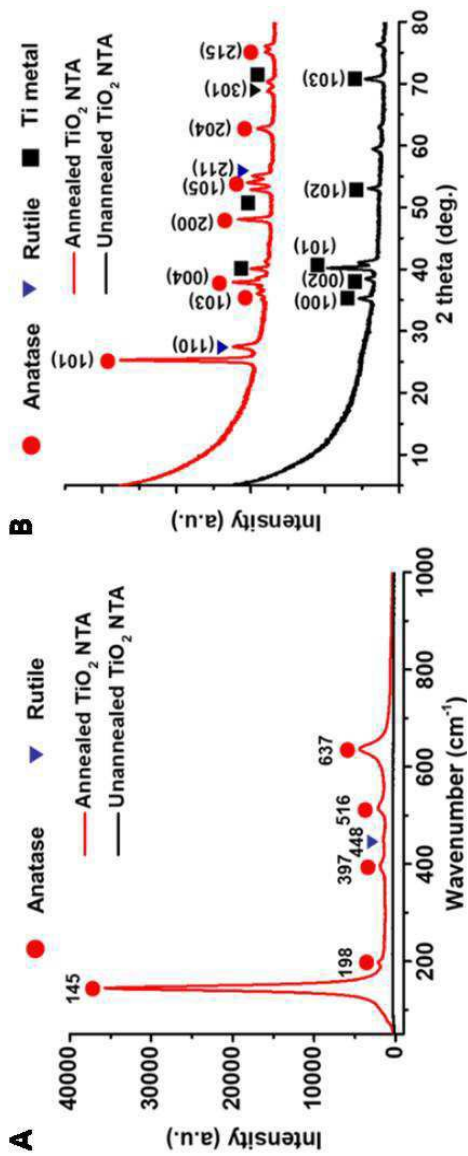 A
Anatase
Rutile
Annealed TiO₂ NTA
Unannealed TiO₂ NTA
40000
30000
20000
10000
0
Intensity (a.u.)
145
198
397
448
516
637
200
400
600
800
1000
Wavenumber (cm⁻¹)
B
Anatase
Rutile
Ti metal
Annealed TiO₂ NTA
Unannealed TiO₂ NTA
Intensity (a.u.)
(101)
(110)
(103)
(004)
(200)
(105)
(211)
(204)
(301)
(215)
Intensity (a.u.)
(100)
(002)
(101)
(102)
(103)
10
20
30
40
50
60
70
80
2 theta (deg.)